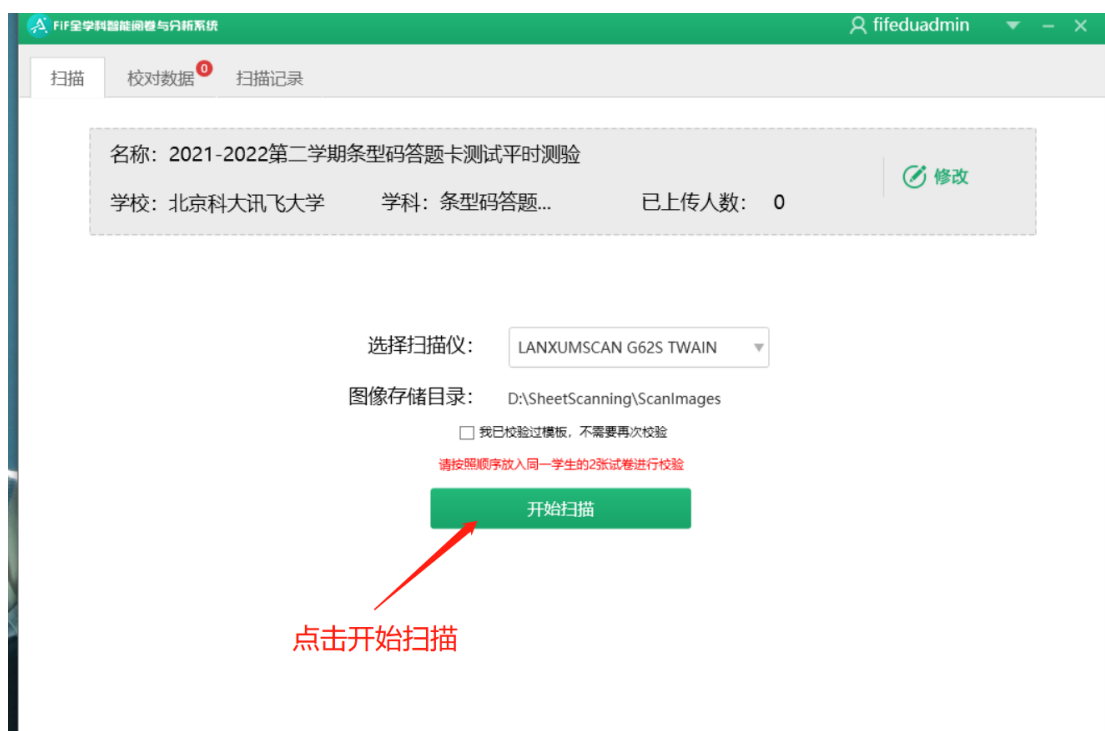 FiF全学科智能阅卷与分析系统 fifeduadmin
扫描 校对数据 0 扫描记录
名称：2021-2022第二学期条型码答题卡测试平时测验
修改
学校：北京科大讯飞大学 学科：条型码答题... 已上传人数： 0
选择扫描仪： LANXUMSCAN G62S TWAIN
图像存储目录： D:\SheetScanning\ScanImages
我已校验过模板，不需要再次校验
请按照顺序放入同一学生的2张试卷进行校验
开始扫描
点击开始扫描